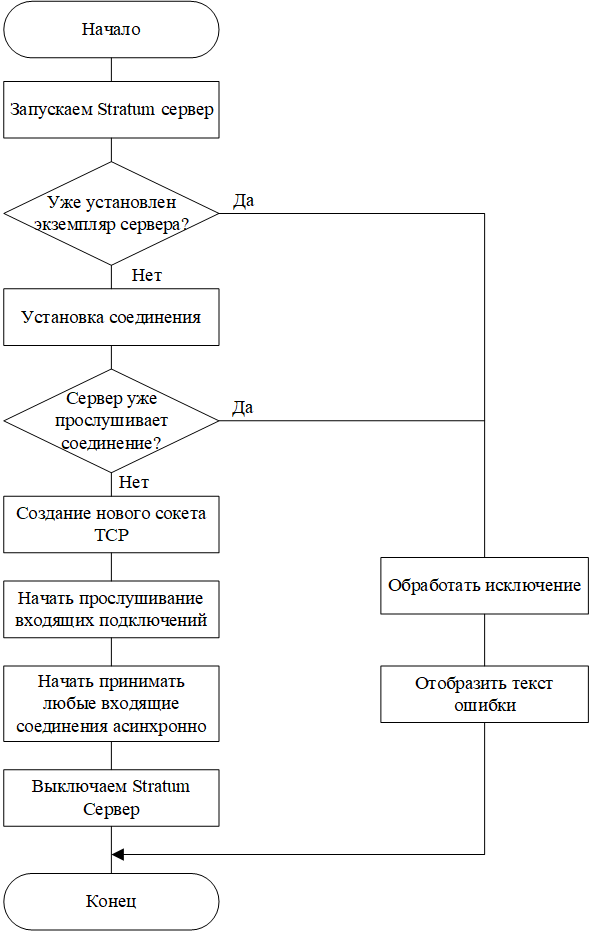 Начало
Запускаем Stratum сервер
Уже установлен
экземпляр сервера?
Да
Нет
Установка соединения
Сервер уже
прослушивает
соединение?
Да
Нет
Создание нового сокета
TCP
Начать прослушивание
входящих подключений
Обработать исключение
Начать принимать
любые входящие
соединения асинхронно
Отобразить текст
ошибки
Выключаем Stratum
Сервер
Конец